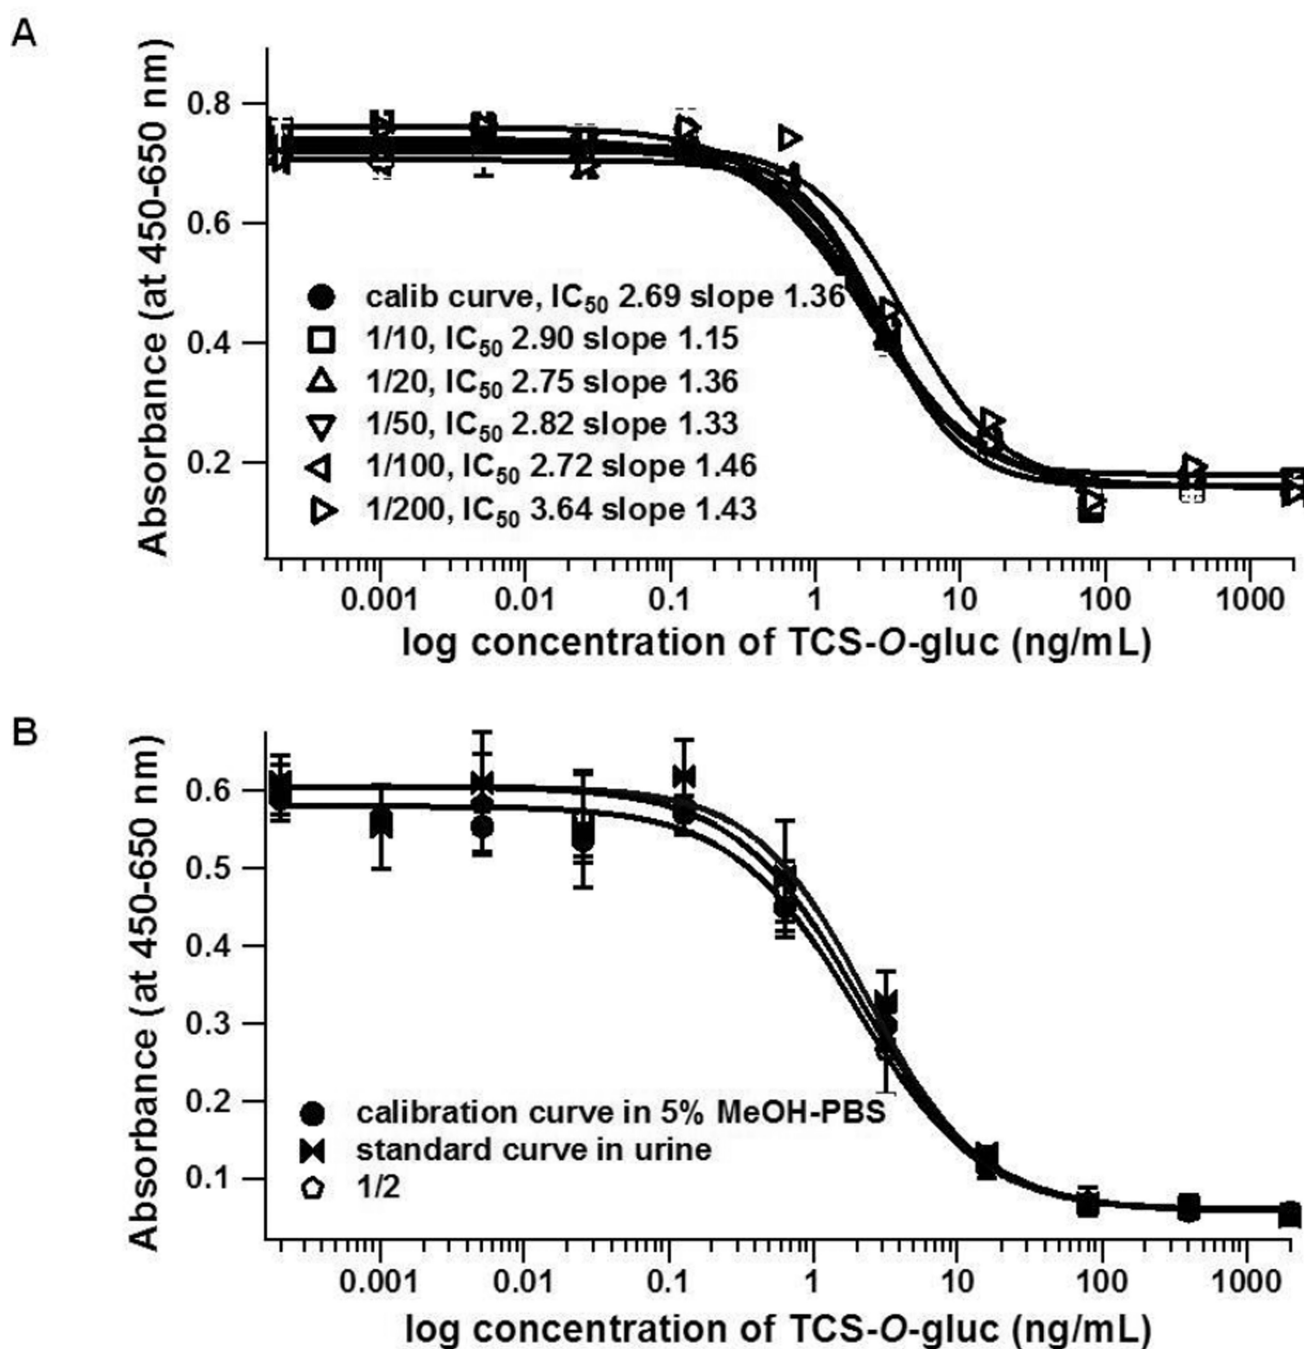 A
Absorbance (at 450-650 nm)
0.8
0.6
0.4
0.2
calib curve, IC50 2.69 slope 1.36
1/10, IC50 2.90 slope 1.15
1/20, IC50 2.75 slope 1.36
1/50, IC50 2.82 slope 1.33
1/100, IC50 2.72 slope 1.46
1/200, IC50 3.64 slope 1.43
0.001 0.01 0.1 1 10 100 1000
log concentration of TCS-O-gluc (ng/mL)
B
Absorbance (at 450-650 nm)
0.6
0.5
0.4
0.3
0.2
0.1
calibration curve in 5% MeOH-PBS
standard curve in urine
1/2
0.001 0.01 0.1 1 10 100 1000
log concentration of TCS-O-gluc (ng/mL)